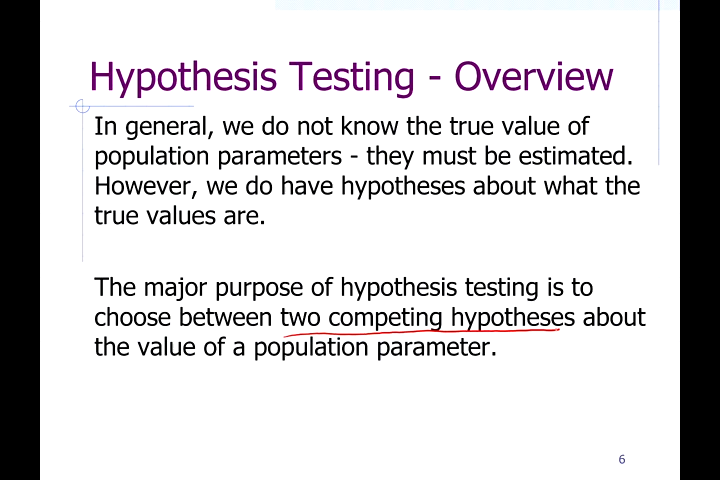 Hypothesis Testing - Overview
In general, we do not know the true value of
population parameters - they must be estimated.
However, we do have hypotheses about what the
true values are.
The major purpose of hypothesis testing is to
choose between two competing hypotheses about
the value of a population parameter.
6